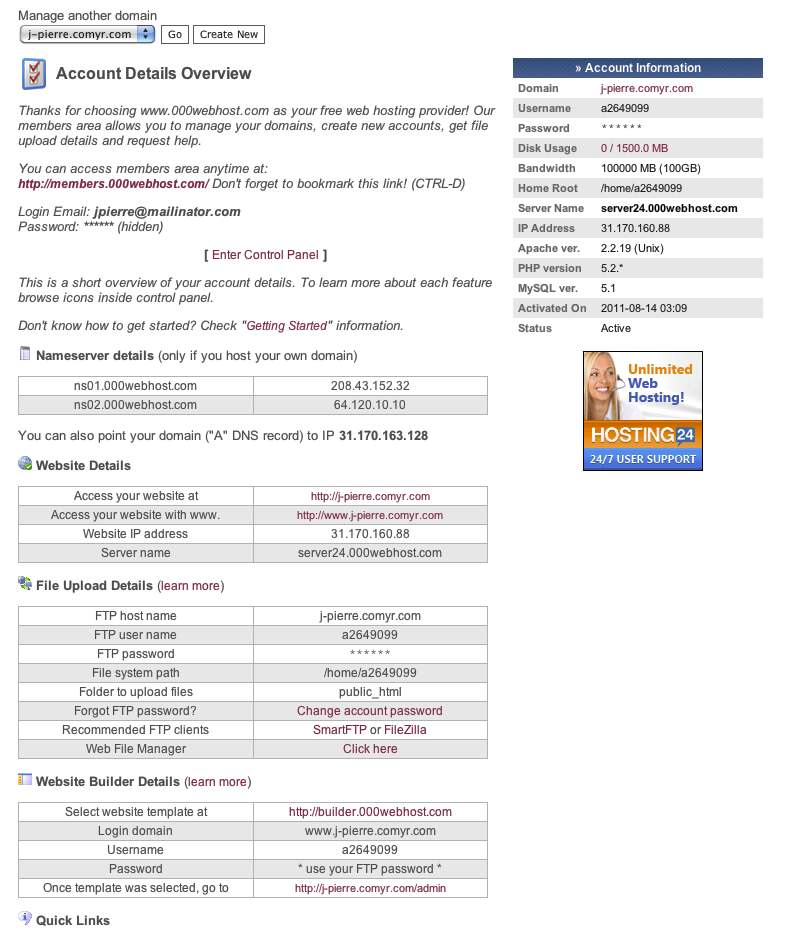 Manage another domain
j-pierre.comyr.com Go Create New
Account Details Overview
Thanks for choosing www.000webhost.com as your free web hosting provider! Our
members area allows you to manage your domains, create new accounts, get file
upload details and request help.
You can access members area anytime at:
http://members.000webhost.com/ Don't forget to bookmark this link! (CTRL-D)
Login Email: jpierre@mailinator.com
Password: ****** (hidden)
[ Enter Control Panel ]
This is a short overview of your account details. To learn more about each feature
browse icons inside control panel.
Don't know how to get started? Check "Getting Started" information.
Nameserver details (only if you host your own domain)
ns01.000webhost.com 208.43.152.32
ns02.000webhost.com 64.120.10.10
You can also point your domain ("A" DNS record) to IP 31.170.163.128
Website Details
Access your website at http://j-pierre.comyr.com
Access your website with www. http://www.j-pierre.comyr.com
Website IP address 31.170.160.88
Server name server24.000webhost.com
File Upload Details (learn more)
FTP host name j-pierre.comyr.com
FTP user name a2649099
FTP password ******
File system path /home/a2649099
Folder to upload files public_html
Forgot FTP password? Change account password
Recommended FTP clients SmartFTP or FileZilla
Web File Manager Click here
Website Builder Details (learn more)
Select website template at http://builder.000webhost.com
Login domain www.j-pierre.comyr.com
Username a2649099
Password * use your FTP password *
Once template was selected, go to http://j-pierre.comyr.com/admin
Quick Links
» Account Information
Domain j-pierre.comyr.com
Username a2649099
Password ******
Disk Usage 0 / 1500.0 MB
Bandwidth 100000 MB (100GB)
Home Root /home/a2649099
Server Name server24.000webhost.com
IP Address 31.170.160.88
Apache ver. 2.2.19 (Unix)
PHP version 5.2.*
MySQL ver. 5.1
Activated On 2011-08-14 03:09
Status Active
Unlimited
Web
Hosting!
HOSTING 24
24/7 USER SUPPORT